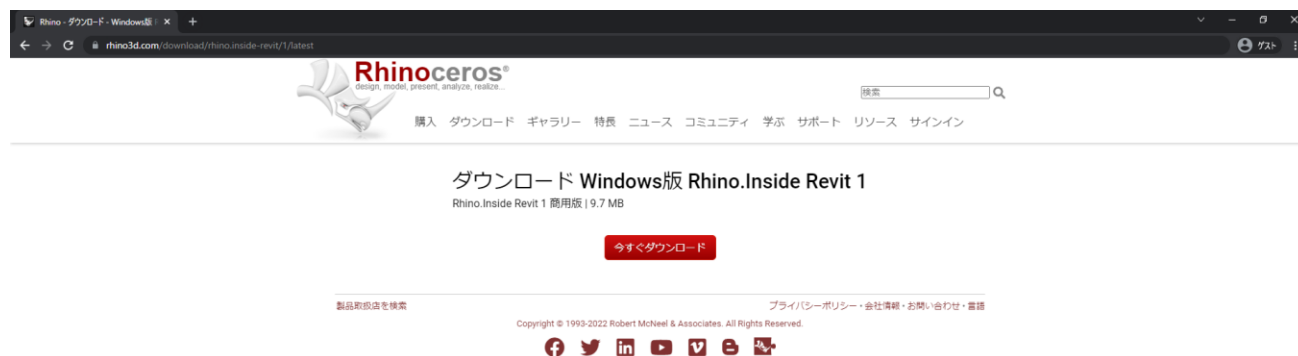 Rhino - ダウンロード - Windows版
rhino3d.com/download/rhino.inside-revit/1/latest
ゲスト
Rhinoceros®
design, model, present, analyze, realize...
検索
購入 ダウンロード ギャラリー 特長 ニュース コミュニティ 学ぶ サポート リソース サインイン
ダウンロード Windows版 Rhino.Inside Revit 1
Rhino.Inside Revit 1 商用版 | 9.7 MB
今すぐダウンロード
製品取扱店を検索 プライバシーポリシー・会社情報・お問い合わせ・言語
Copyright © 1993-2022 Robert McNeel & Associates. All Rights Reserved.